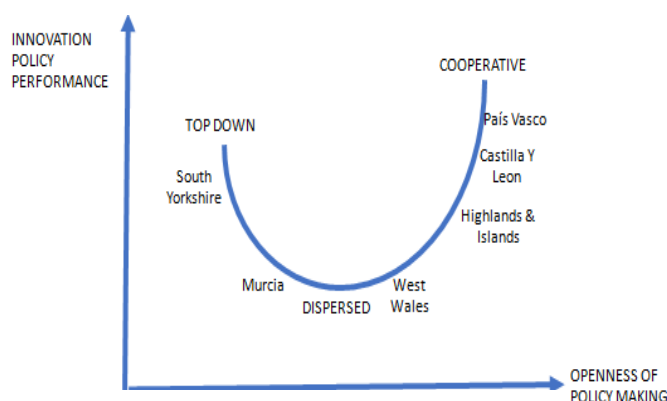 INNOVATION
POLICY
PERFORMANCE
COOPERATIVE
País Vasco
TOP DOWN
Castilla Y
Leon
South
Yorkshire
Highlands &
Islands
Murcia
West
Wales
DISPERSED
OPENNESS OF
POLICY MAKING